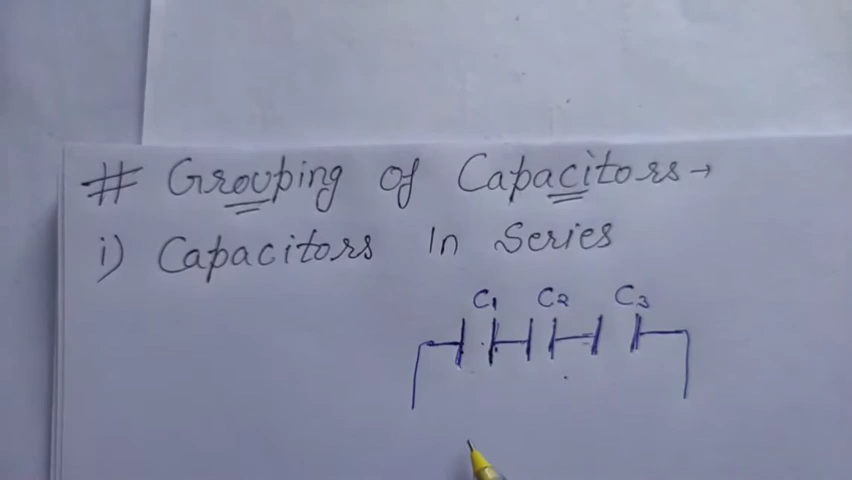 # Grouping of Capacitors→
i) Capacitors In Series
C1 C2 C3